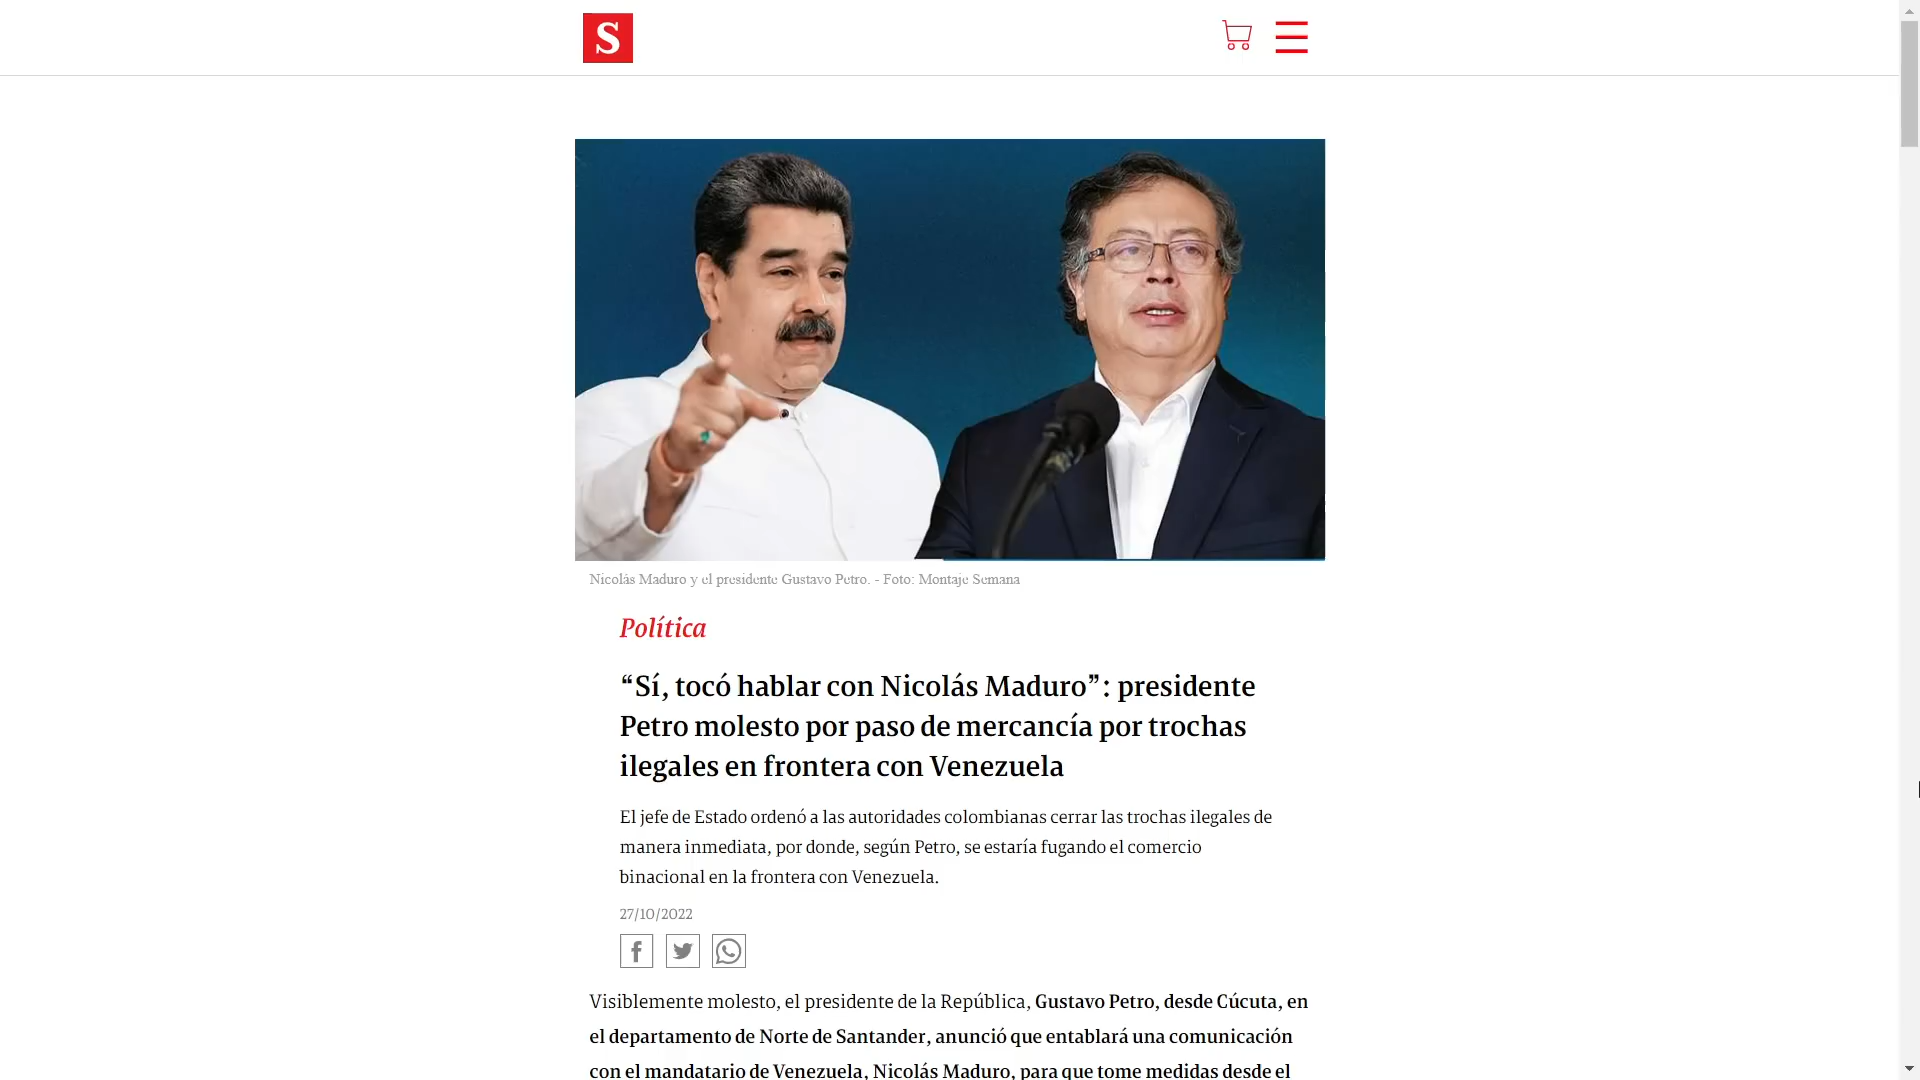 S
Nicolás Maduro y el presidente Gustavo Petro. - Foto: Montaje Semana
Política
“Sí, tocó hablar con Nicolás Maduro”: presidente
Petro molesto por paso de mercancía por trochas
ilegales en frontera con Venezuela
El jefe de Estado ordenó a las autoridades colombianas cerrar las trochas ilegales de
manera inmediata, por donde, según Petro, se estaría fugando el comercio
binacional en la frontera con Venezuela.
27/10/2022
Visiblemente molesto, el presidente de la República, Gustavo Petro, desde Cúcuta, en
el departamento de Norte de Santander, anunció que entablará una comunicación
con el mandatario de Venezuela, Nicolás Maduro, para que tome medidas desde el